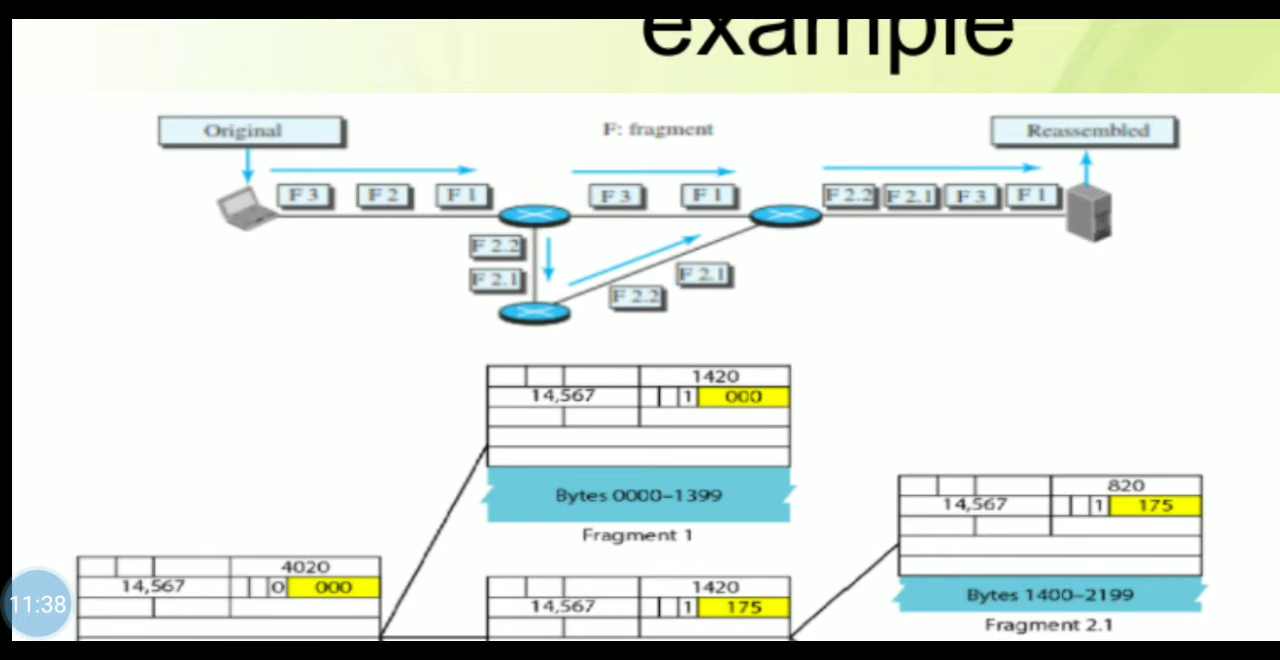 example
Original
F: fragment
Reassembled
F 3
F 2
F 1
F 3
F 1
F 2.2
F 2.1
F 3
F 1
F 2.2
F 2.1
F 2.1
F 2.2
1420
14,567
1
000
Bytes 0000–1399
Fragment 1
820
14,567
1
175
Bytes 1400–2199
Fragment 2.1
4020
14,567
0
000
1420
14,567
1
175
11:38